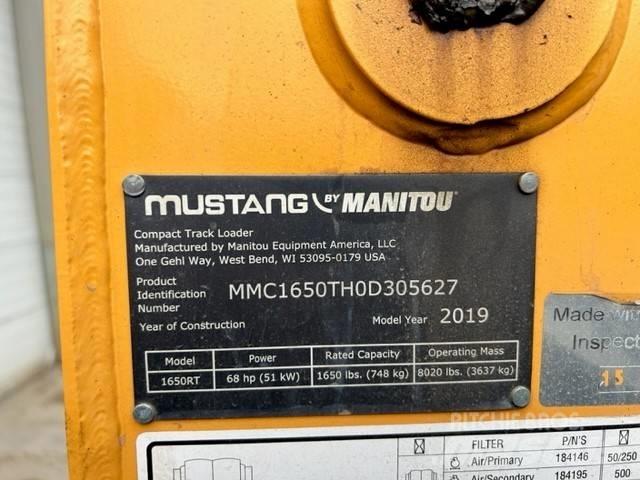 MUSTANG BY MANITOU
Compact Track Loader
Manufactured by Manitou Equipment America, LLC
One Gehl Way, West Bend, WI 53095-0179 USA
Product
Identification MMC1650TH0D305627
Number
Year of Construction Model Year 2019
Model Power Rated Capacity Operating Mass
1650RT 68 hp (51 kW) 1650 lbs. (748 kg) 8020 lbs. (3637 kg)
Made
Inspect
15
RITCHIE BROS
FILTER P/N'S
Air/Primary 184146 50/250
Air/Secondary 184195 500